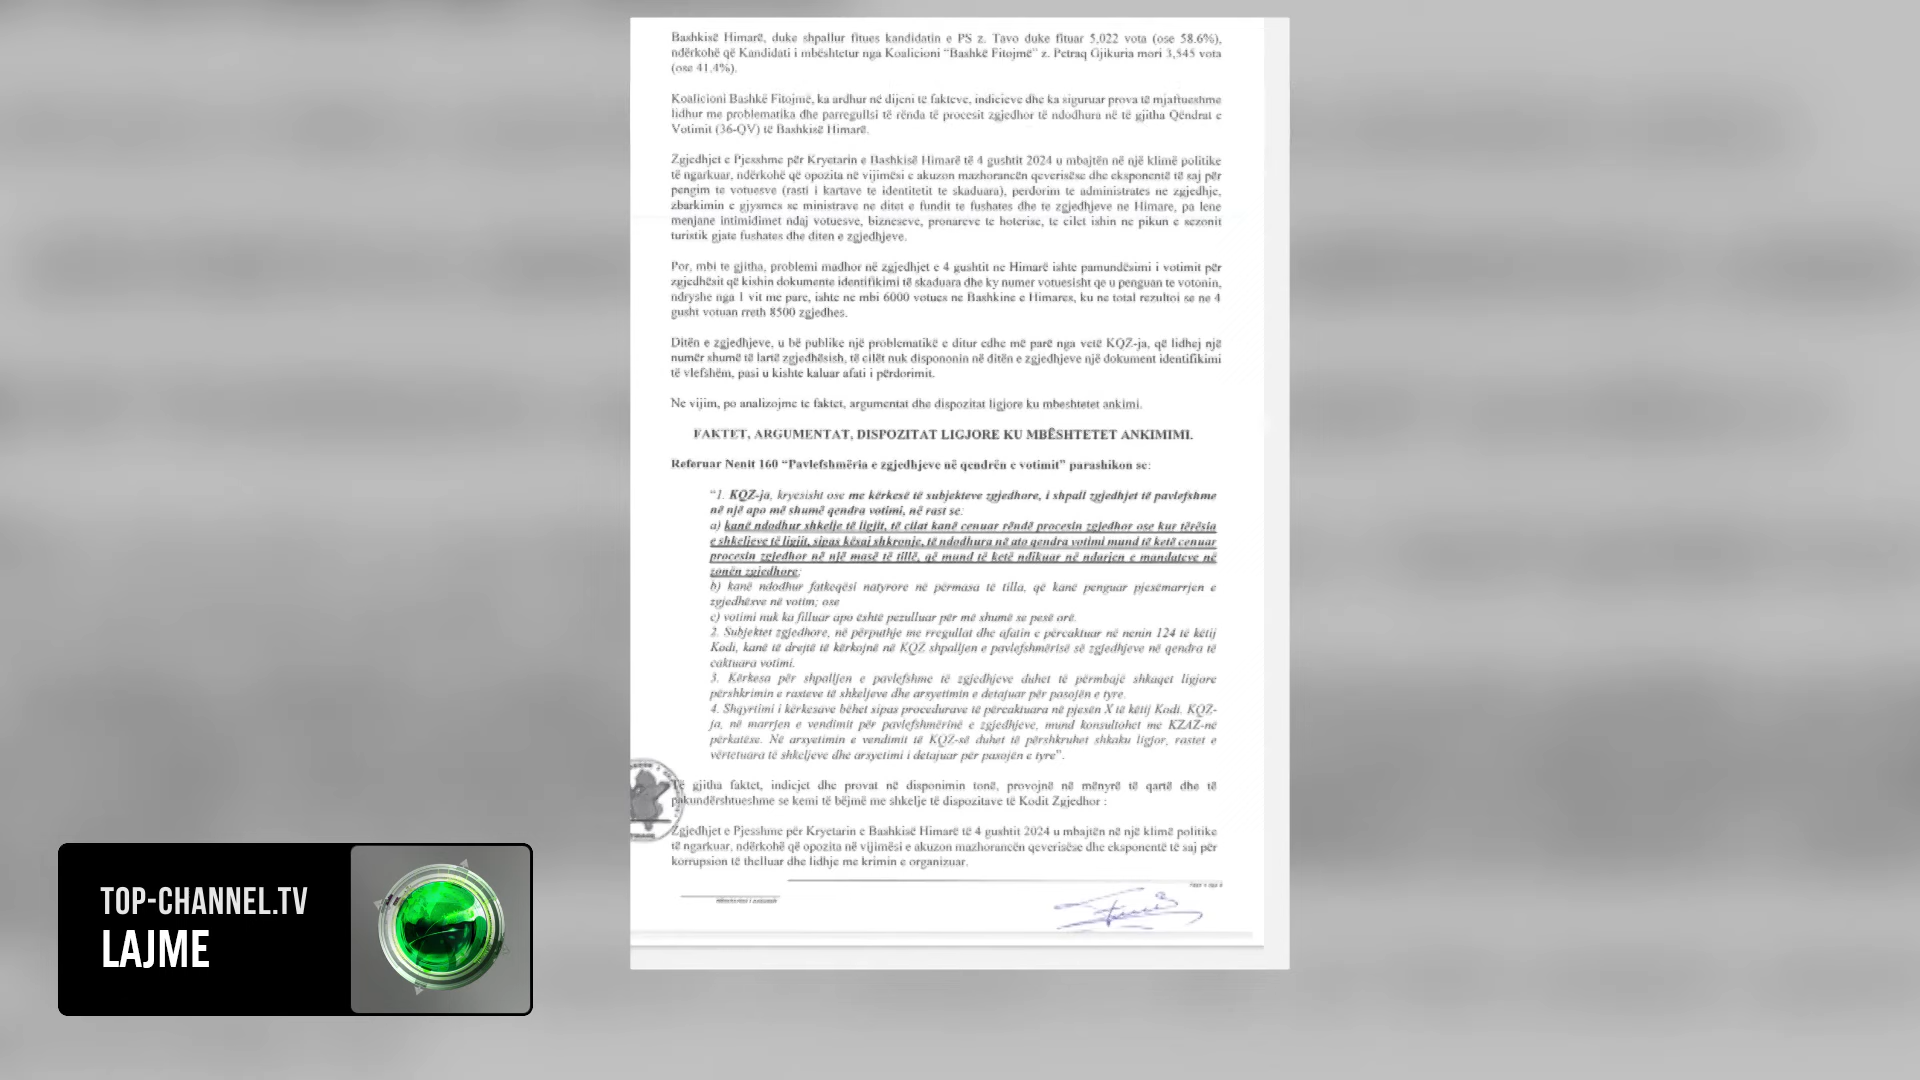 Bashkisë Himarë, duke shpallur fitues kandidatin e PS z. Tavo duke fituar 5,022 vota (ose 58.6%),
ndërkohë që Kandidati i mbështetur nga Koalicioni “Bashkë Fitojmë” z. Petraq Gjikuria mori 3,545 vota
(ose 41.4%).
Koalicioni Bashkë Fitojmë, ka ardhur në dijeni të fakteve, indicieve dhe ka siguruar prova të mjaftueshme
lidhur me problematika dhe parregullsi të rënda të procesit zgjedhor të ndodhura në të gjitha Qëndrat e
Votimit (36-QV) të Bashkisë Himarë.
Zgjedhjet e Pjesshme për Kryetarin e Bashkisë Himarë të 4 gushtit 2024 u mbajtën në një klimë politike
të ngarkuar, ndërkohë që opozita në vijimësi e akuzon mazhorancën qeverisëse dhe eksponentë të saj për
pengim te votuesve (rasti i kartave te identitetit te skaduara), perdorim te administrates ne zgjedhje,
zbarkimin e gjysmes se ministrave ne ditet e fundit te fushates dhe te zgjedhjeve ne Himare, pa lene
menjane intimidimet ndaj votuesve, bizneseve, pronareve te hoterise, te cilet ishin ne pikun e sezonit
turistik gjate fushates dhe diten e zgjedhjeve.
Por, mbi te gjitha, problemi madhor në zgjedhjet e 4 gushtit ne Himarë ishte pamundësimi i votimit për
zgjedhësit që kishin dokumente identifikimi të skaduara dhe ky numer votuesisht qe u penguan te votonin,
ndryshe nga 1 vit me pare, ishte ne mbi 6000 votues ne Bashkine e Himares, ku ne total rezultoi se ne 4
gusht votuan rreth 8500 zgjedhes.
Ditën e zgjedhjeve, u bë publike një problematikë e ditur edhe më parë nga vetë KQZ-ja, që lidhej një
numër shumë të lartë zgjedhësish, të cilët nuk dispononin në ditën e zgjedhjeve një dokument identifikimi
të vlefshëm, pasi u kishte kaluar afati i përdorimit.
Ne vijim, po analizojme te faktet, argumentat dhe dispozitat ligjore ku mbeshtetet ankimi.
FAKTET, ARGUMENTAT, DISPOZITAT LIGJORE KU MBËSHTETET ANKIMIMI.
Referuar Nenit 160 “Pavlefshmëria e zgjedhjeve në qendrën e votimit” parashikon se:
“1. KQZ-ja, kryesisht ose me kërkesë të subjekteve zgjedhore, i shpall zgjedhjet të pavlefshme
në një apo më shumë qendra votimi, në rast se:
a) kanë ndodhur shkelje të ligjit, të cilat kanë cenuar rëndë procesin zgjedhor ose kur tërësia
e shkeljeve të ligjit, sipas kësaj shkronje, të ndodhura në ato qendra votimi mund të ketë cenuar
procesin zgjedhor në një masë të tillë, që mund të ketë ndikuar në ndarjen e mandateve në
zonën zgjedhore;
b) kanë ndodhur fatkeqësi natyrore në përmasa të tilla, që kanë penguar pjesëmarrjen e
zgjedhësve në votim; ose
c) votimi nuk ka filluar apo është pezulluar për më shumë se pesë orë.
2. Subjektet zgjedhore, në përputhje me rregullat dhe afatin e përcaktuar në nenin 124 të këtij
Kodi, kanë të drejtë të kërkojnë në KQZ shpalljen e pavlefshmërisë së zgjedhjeve në qendra të
caktuara votimi.
3. Kërkesa për shpalljen e pavlefshme të zgjedhjeve duhet të përmbajë shkaqet ligjore
përshkrimin e rasteve të shkeljeve dhe arsyetimin e detajuar për pasojën e tyre.
4. Shqyrtimi i kërkesave bëhet sipas procedurave të përcaktuara në pjesën X të këtij Kodi. KQZ-
ja, në marrjen e vendimit për pavlefshmërinë e zgjedhjeve, mund konsultohet me KZAZ-në
përkatëse. Në arsyetimin e vendimit të KQZ-së duhet të përshkruhet shkaku ligjor, rastet e
vërtetuara të shkeljeve dhe arsyetimi i detajuar për pasojën e tyre”.
Të gjitha faktet, indiciet dhe provat në disponimin tonë, provojnë në mënyrë të qartë dhe të
pakundërshtueshme se kemi të bëjmë me shkelje të dispozitave të Kodit Zgjedhor :
Zgjedhjet e Pjesshme për Kryetarin e Bashkisë Himarë të 4 gushtit 2024 u mbajtën në një klimë politike
të ngarkuar, ndërkohë që opozita në vijimësi e akuzon mazhorancën qeverisëse dhe eksponentë të saj për
korrupsion të thelluar dhe lidhje me krimin e organizuar.
TOP-CHANNEL.TV
LAJME